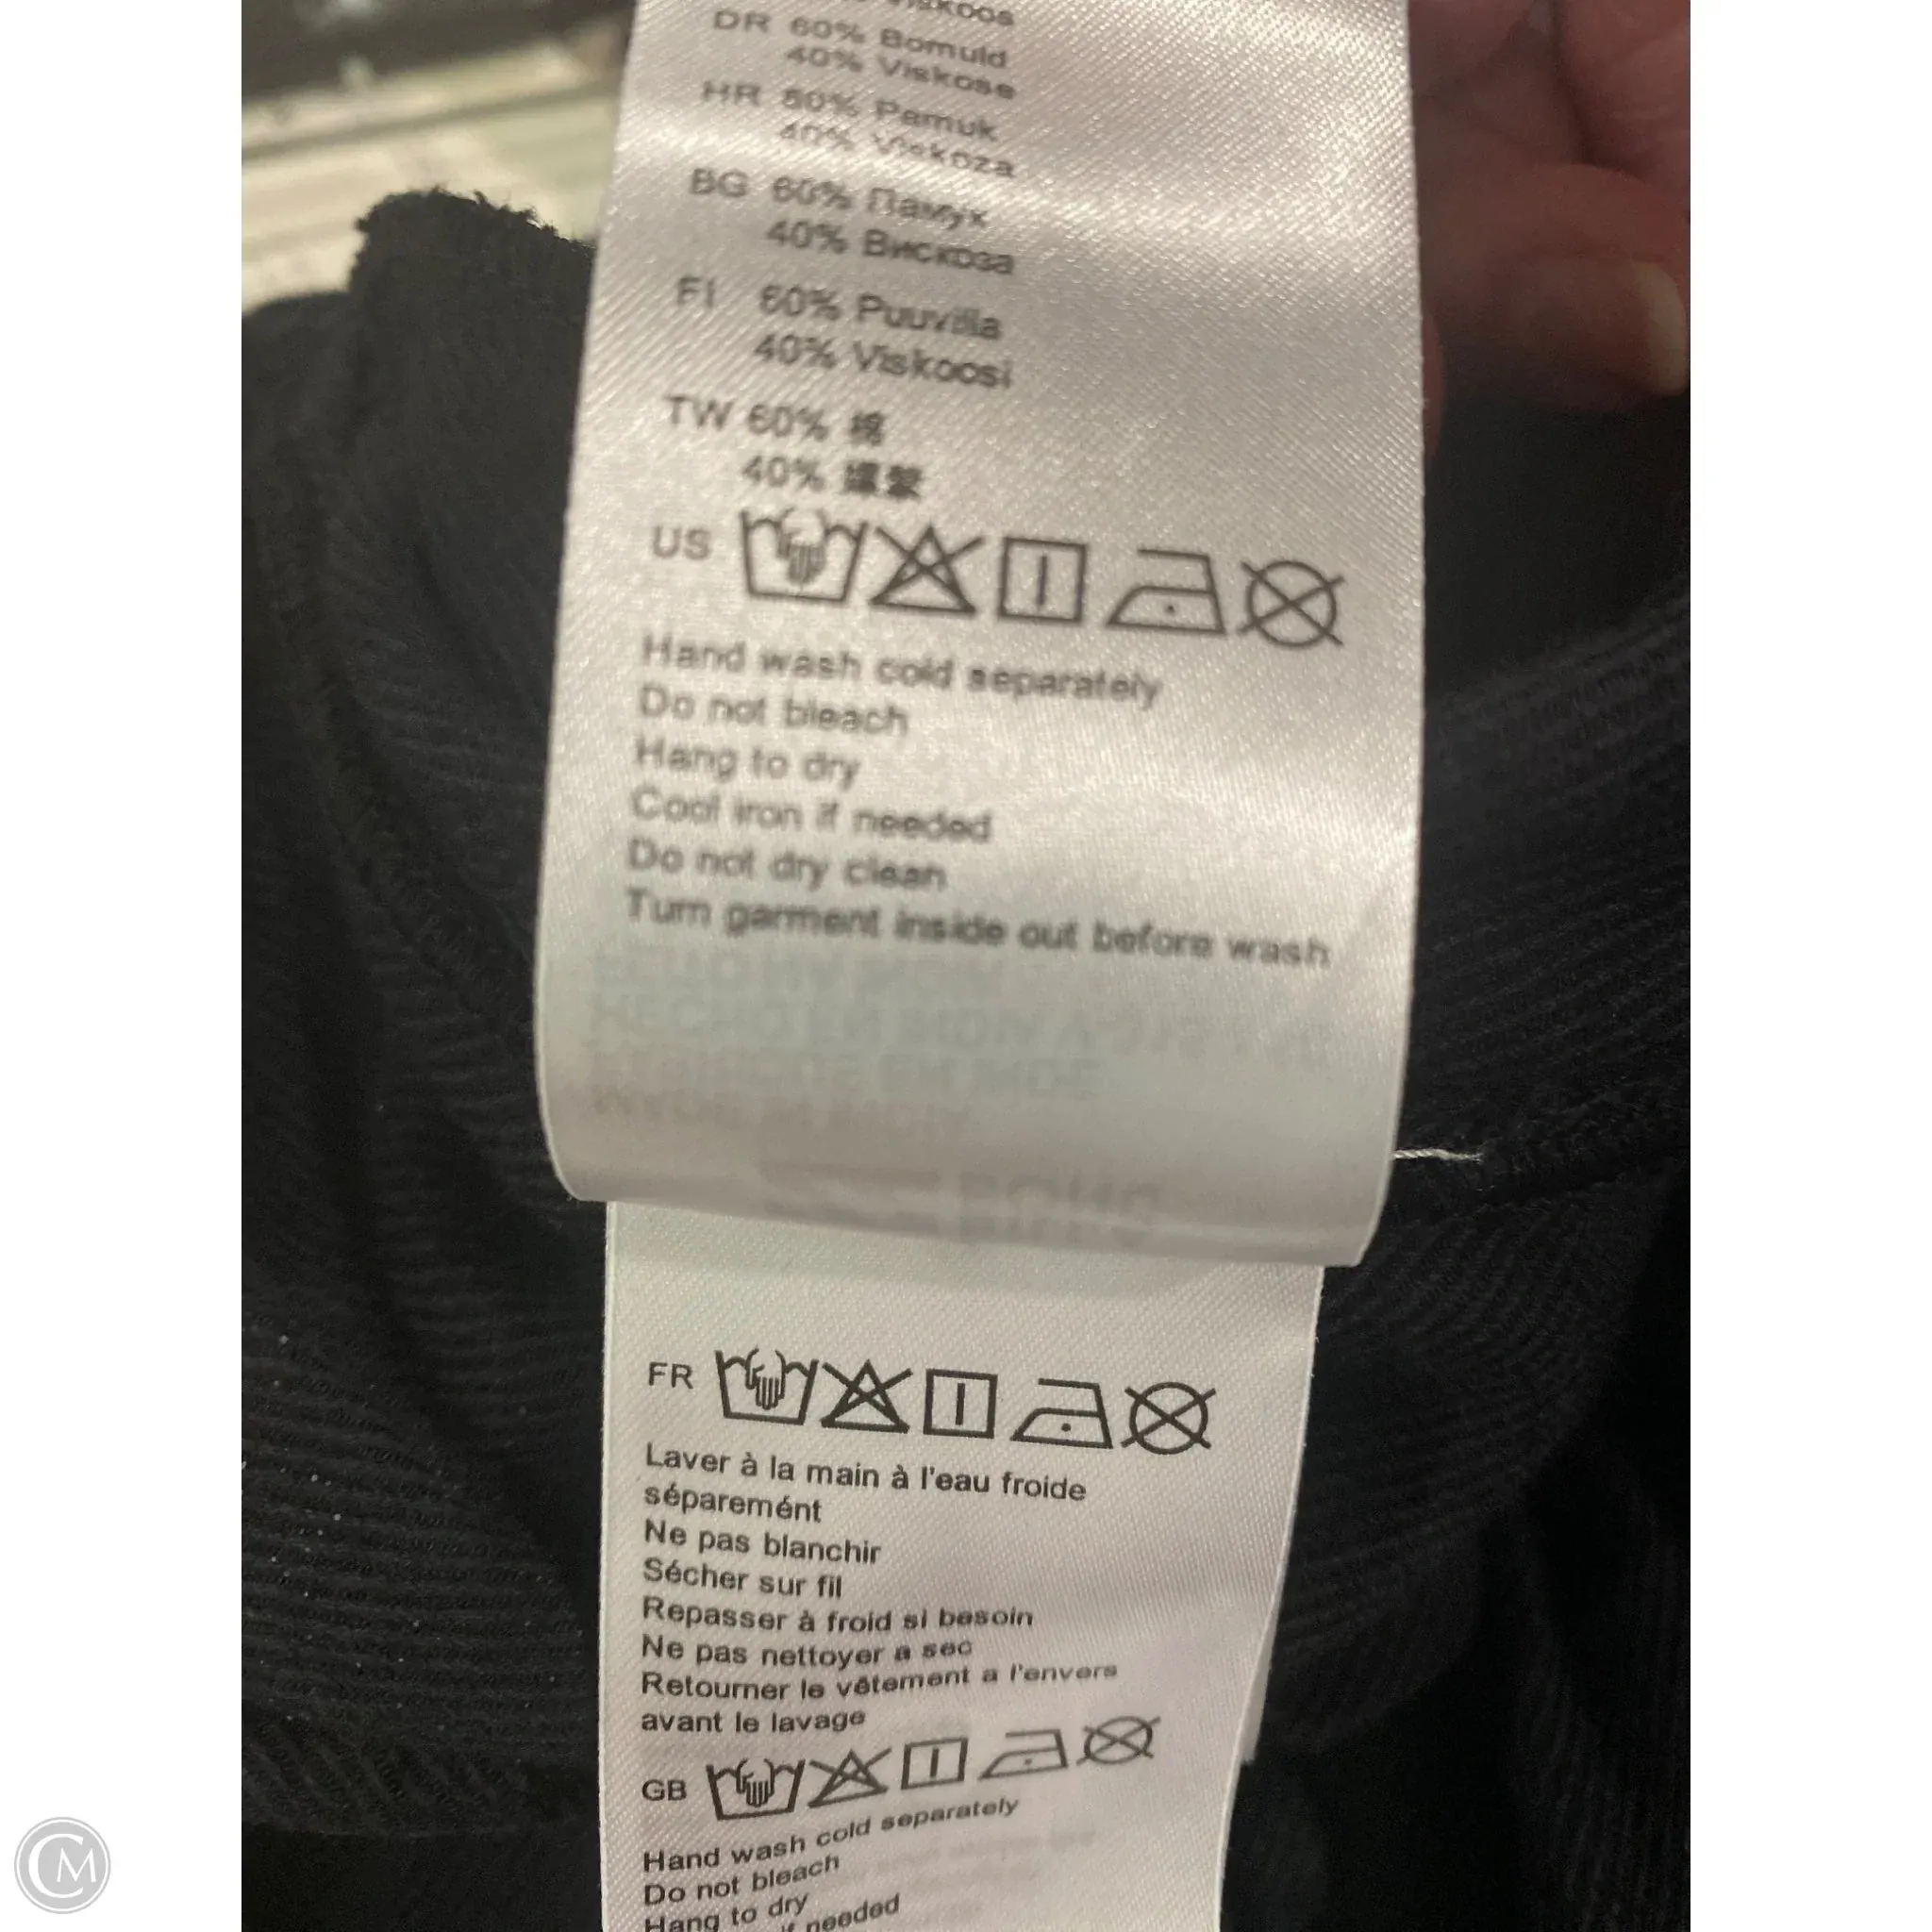 DR 60% Bomuld
40% Viskose
HR 60% Pamuk
40% Viskoza
BG 60% Памук
40% Вискоза
FI 60% Puuvilla
40% Viskoosi
TW 60% 棉
40%
US
Hand wash cold separately
Do not bleach
Hang to dry
Cool iron if needed
Do not dry clean
Turn garment inside out before wash
FR
Laver à la main à l'eau froide
séparemént
Ne pas blanchir
Sécher sur fil
Repasser à froid si besoin
Ne pas nettoyer a sec
Retourner le vêtement a l'envers
avant le lavage
GB
Hand wash cold separately
Do not bleach
Hang to dry
if needed
CM